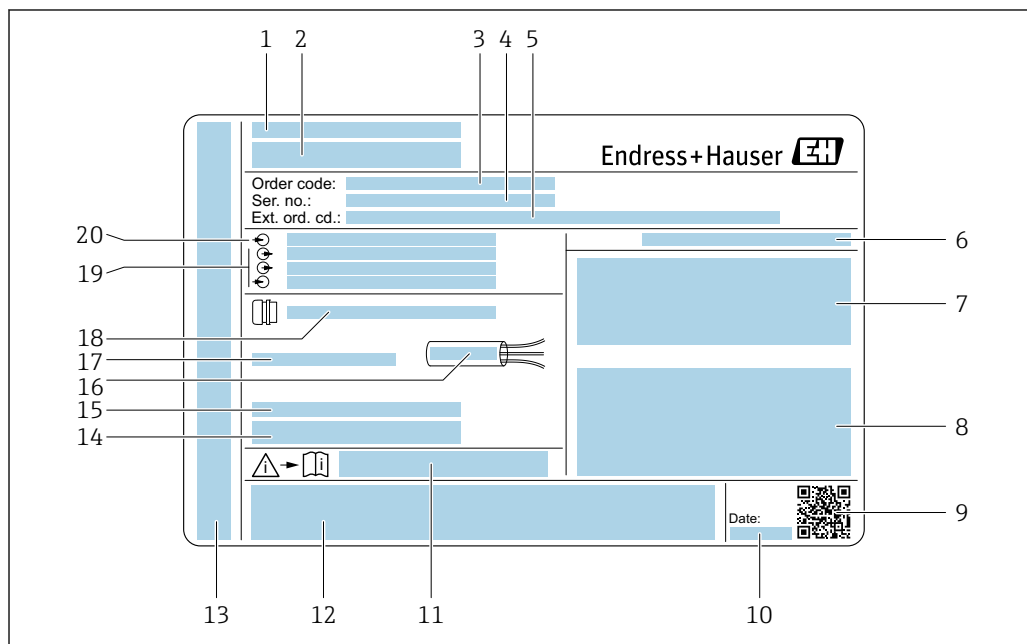 1 2 3 4 5
Endress+Hauser EH
Order code:
Ser. no.:
Ext. ord. cd.:
20
6
19
7
18
17
16
15
8
14
i i
9
Date:
13 12 11 10